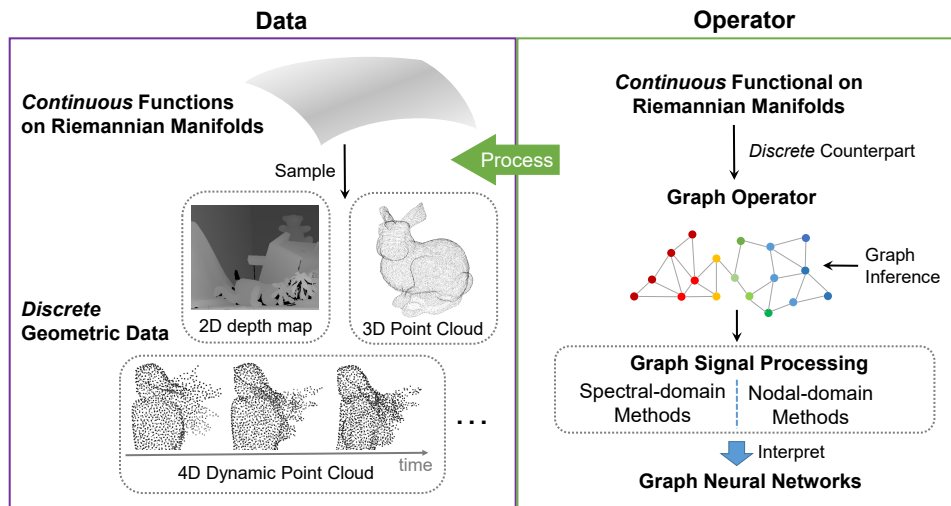 Data
Continuous Functions
on Riemannian Manifolds
Sample
2D depth map
3D Point Cloud
Discrete
Geometric Data
4D Dynamic Point Cloud
time
...
Process
Operator
Continuous Functional on
Riemannian Manifolds
Discrete Counterpart
Graph Operator
Graph
Inference
Graph Signal Processing
Spectral-domain
Methods
Nodal-domain
Methods
Interpret
Graph Neural Networks